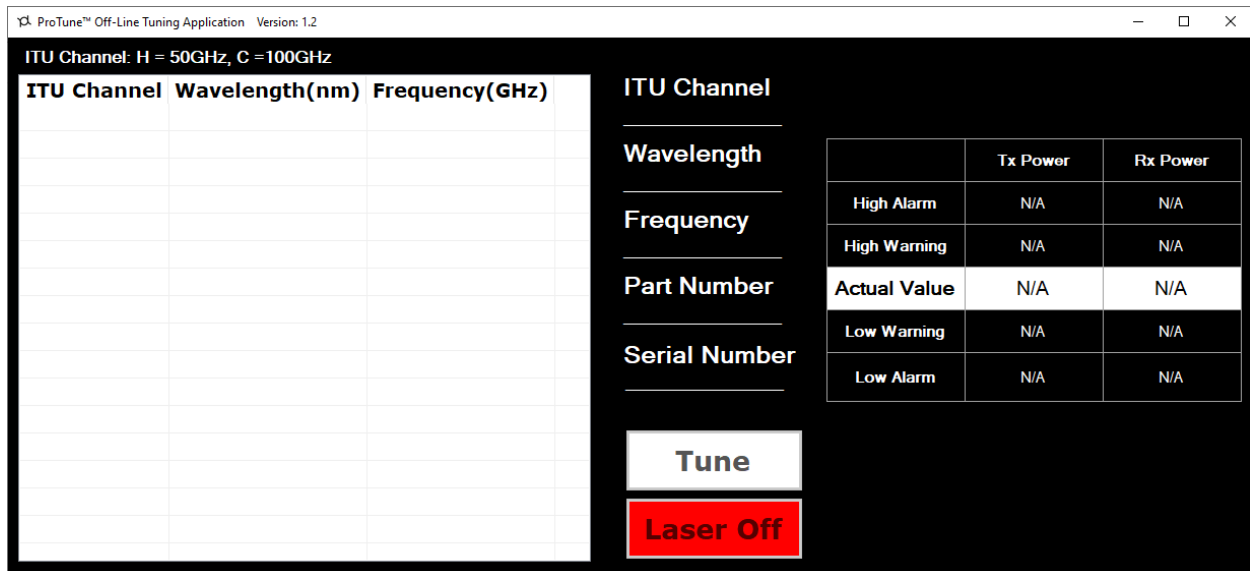 ProTune™ Off-Line Tuning Application Version: 1.2
ITU Channel: H = 50GHz, C =100GHz
ITU Channel Wavelength(nm) Frequency(GHz)
ITU Channel
Wavelength
Frequency
Part Number
Serial Number
Tune
Laser Off
Tx Power Rx Power
High Alarm N/A N/A
High Warning N/A N/A
Actual Value N/A N/A
Low Warning N/A N/A
Low Alarm N/A N/A